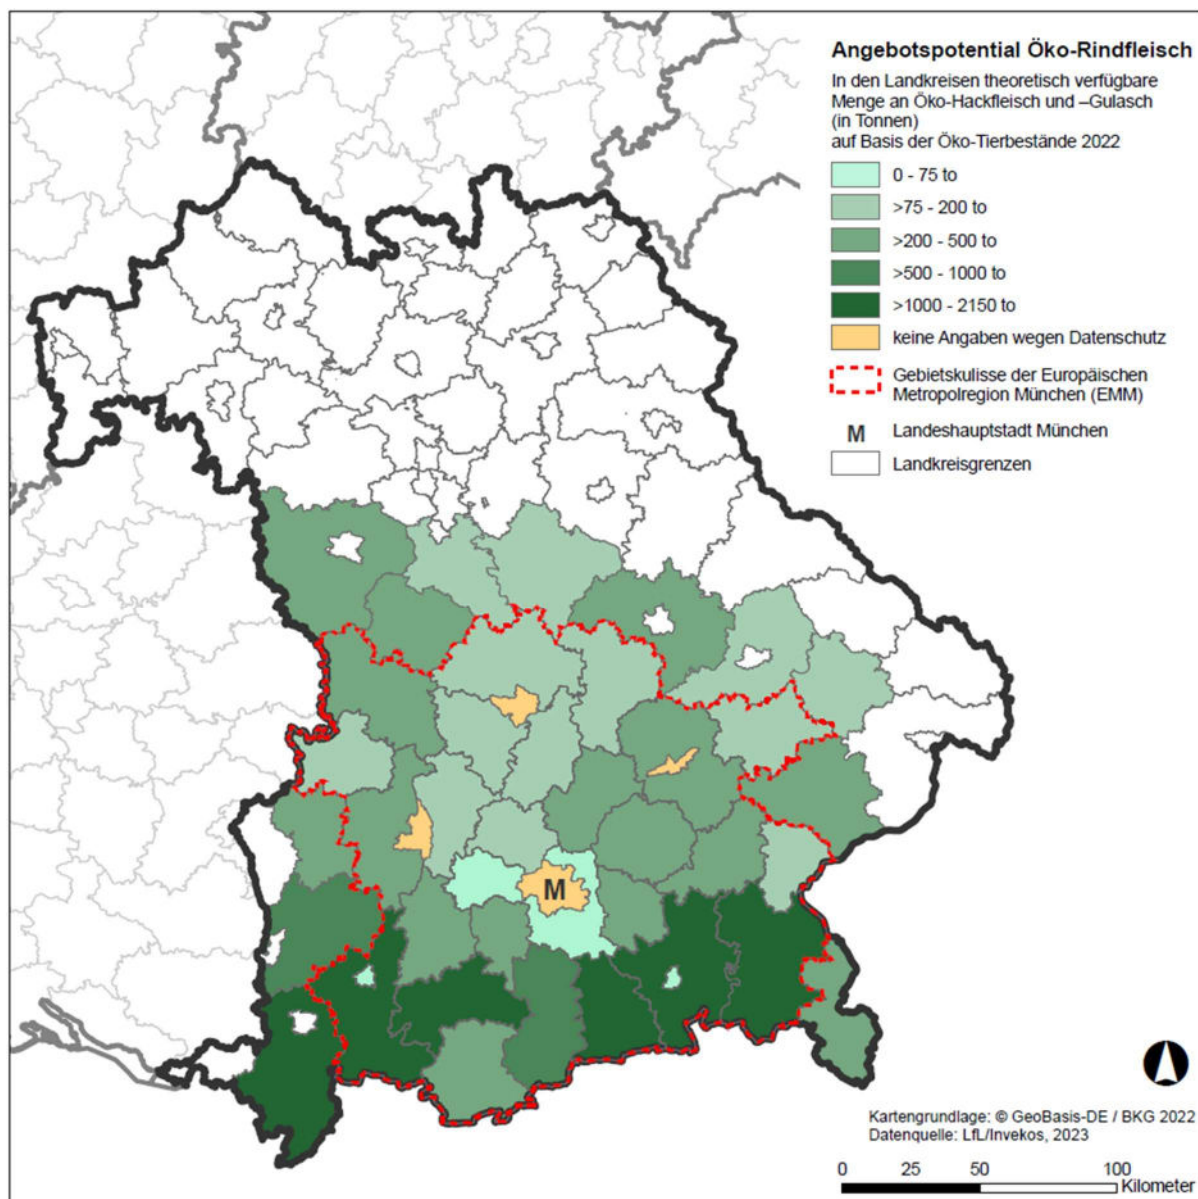 Angebotspotential Öko-Rindfleisch
In den Landkreisen theoretisch verfügbare
Menge an Öko-Hackfleisch und –Gulasch
(in Tonnen)
auf Basis der Öko-Tierbestände 2022
0 - 75 to
>75 - 200 to
>200 - 500 to
>500 - 1000 to
>1000 - 2150 to
keine Angaben wegen Datenschutz
Gebietskulisse der Europäischen
Metropolregion München (EMM)
M Landeshauptstadt München
Landkreisgrenzen
M
Kartengrundlage: © GeoBasis-DE / BKG 2022
Datenquelle: LfL/Invekos, 2023
0 25 50 100
Kilometer